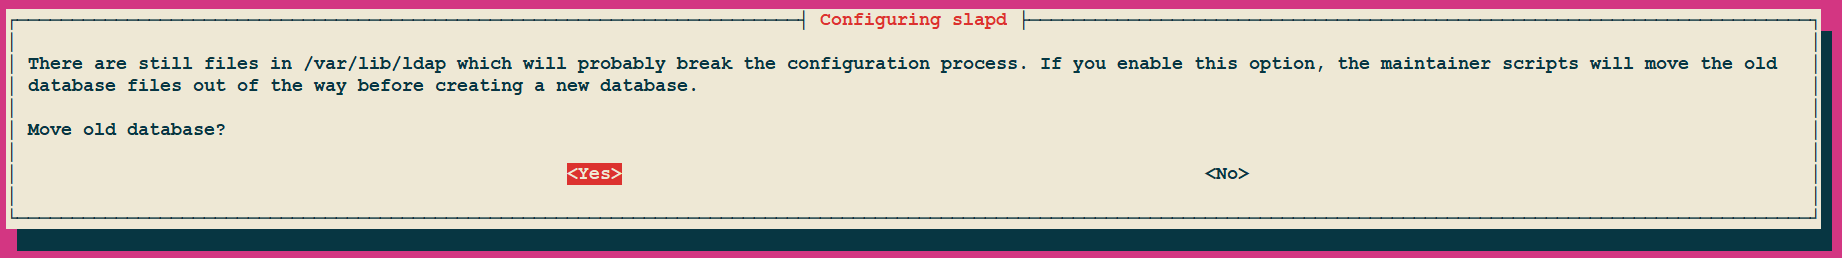 Configuring slapd
There are still files in /var/lib/ldap which will probably break the configuration process. If you enable this option, the maintainer scripts will move the old
database files out of the way before creating a new database.
Move old database?
<Yes> <No>